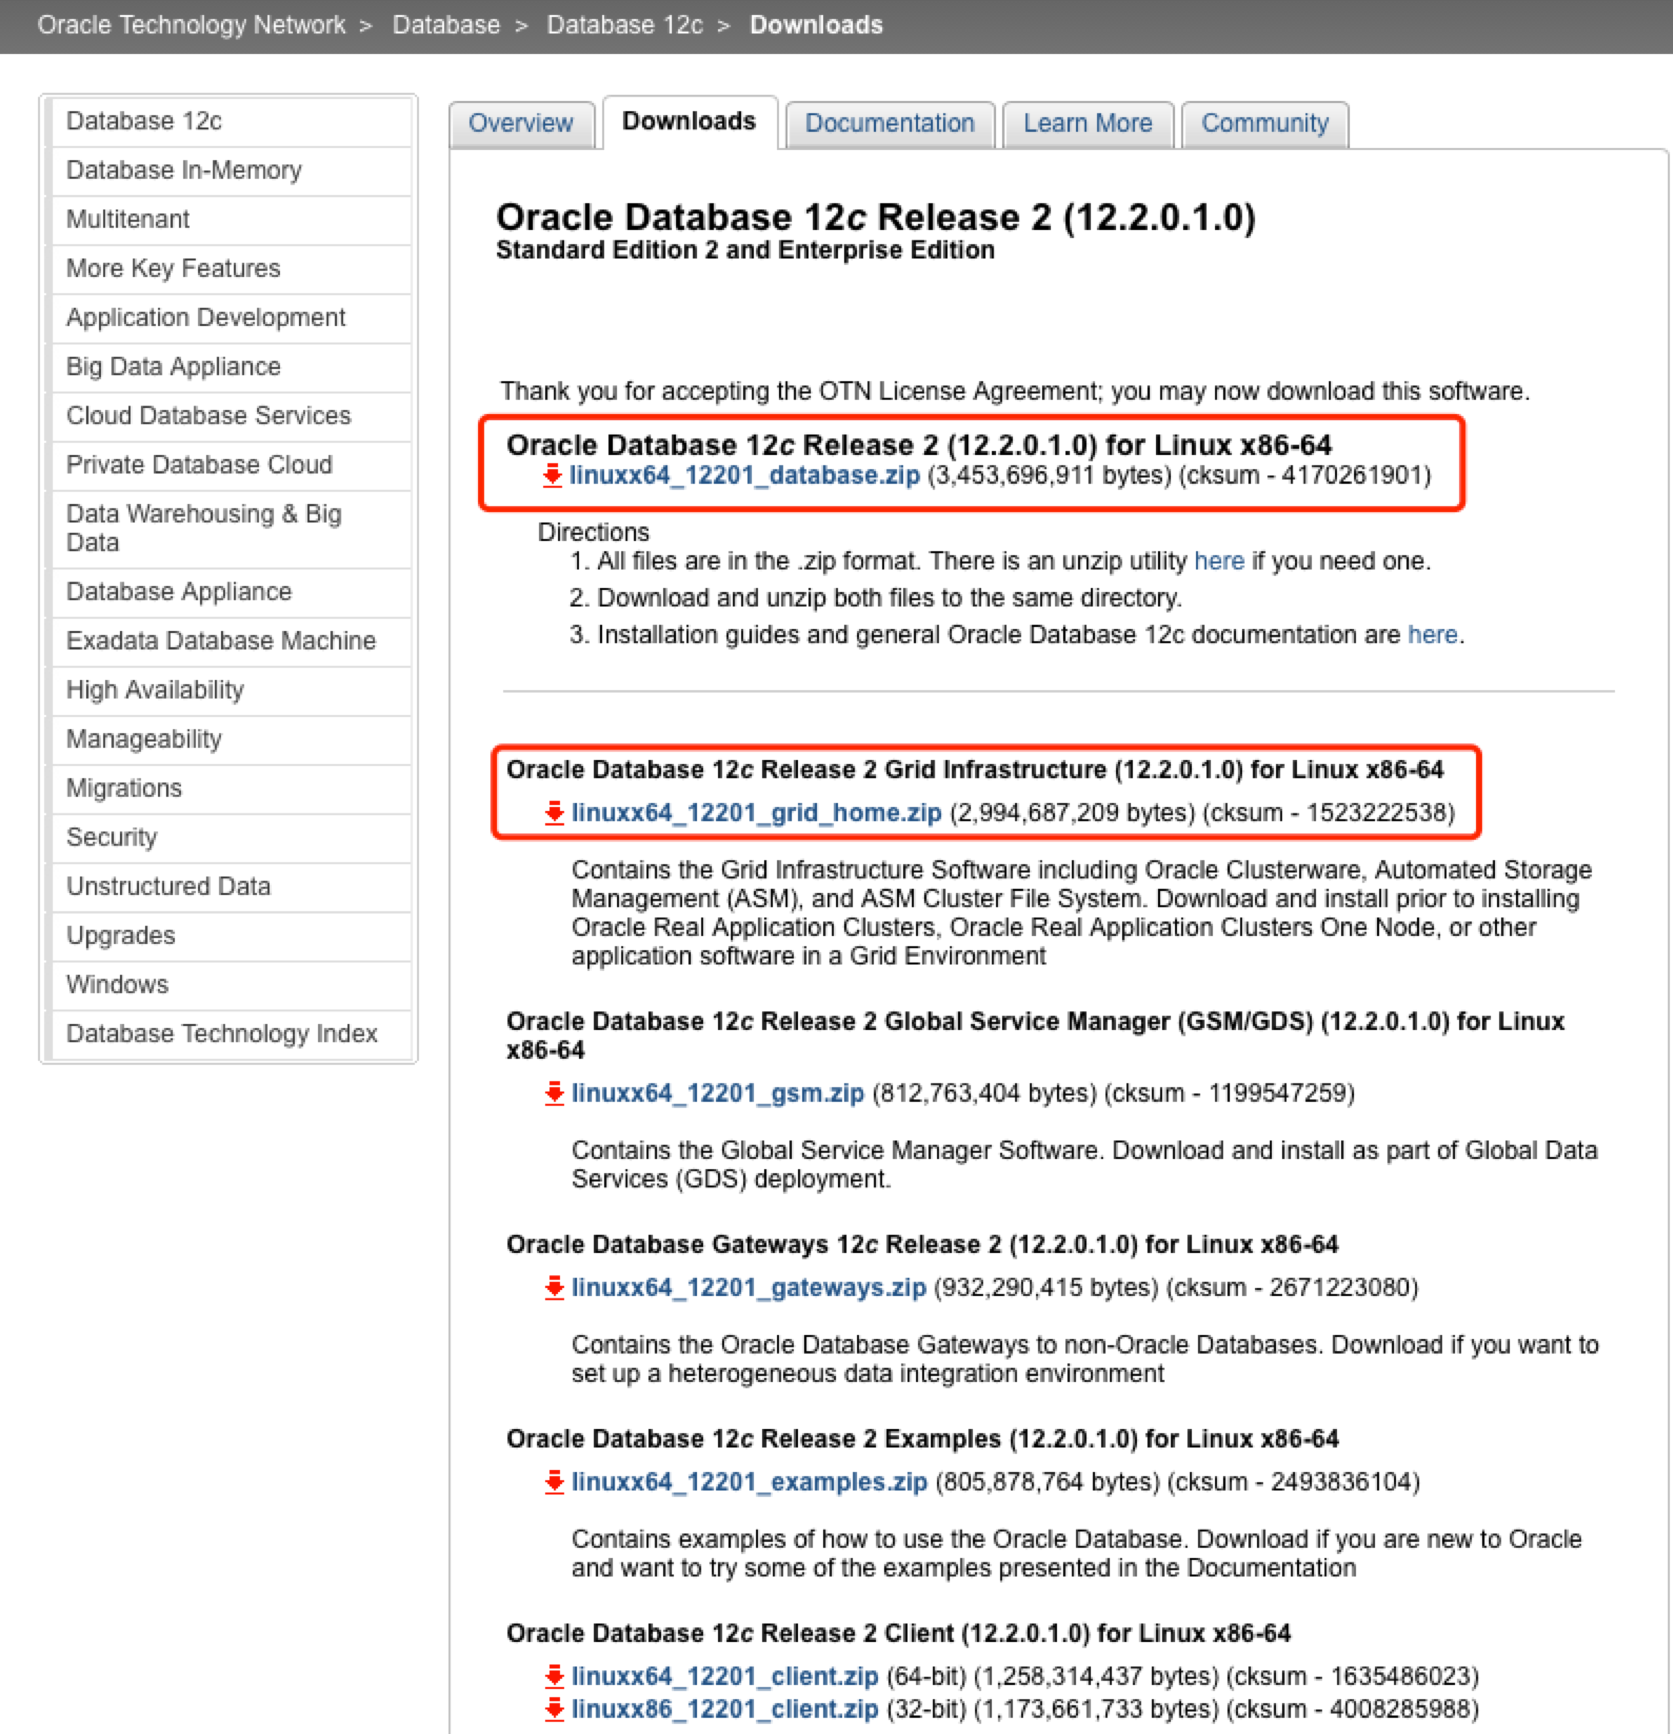 Oracle Technology Network > Database > Database 12c > Downloads
Database 12c
Database In-Memory
Multitenant
More Key Features
Application Development
Big Data Appliance
Cloud Database Services
Private Database Cloud
Data Warehousing & Big
Data
Database Appliance
Exadata Database Machine
High Availability
Manageability
Migrations
Security
Unstructured Data
Upgrades
Windows
Database Technology Index
Overview Downloads Documentation Learn More Community
Oracle Database 12c Release 2 (12.2.0.1.0)
Standard Edition 2 and Enterprise Edition
Thank you for accepting the OTN License Agreement; you may now download this software.
Oracle Database 12c Release 2 (12.2.0.1.0) for Linux x86-64
linuxx64_12201_database.zip (3,453,696,911 bytes) (cksum - 4170261901)
Directions
1. All files are in the .zip format. There is an unzip utility here if you need one.
2. Download and unzip both files to the same directory.
3. Installation guides and general Oracle Database 12c documentation are here.
Oracle Database 12c Release 2 Grid Infrastructure (12.2.0.1.0) for Linux x86-64
linuxx64_12201_grid_home.zip (2,994,687,209 bytes) (cksum - 1523222538)
Contains the Grid Infrastructure Software including Oracle Clusterware, Automated Storage
Management (ASM), and ASM Cluster File System. Download and install prior to installing
Oracle Real Application Clusters, Oracle Real Application Clusters One Node, or other
application software in a Grid Environment
Oracle Database 12c Release 2 Global Service Manager (GSM/GDS) (12.2.0.1.0) for Linux
x86-64
linuxx64_12201_gsm.zip (812,763,404 bytes) (cksum - 1199547259)
Contains the Global Service Manager Software. Download and install as part of Global Data
Services (GDS) deployment.
Oracle Database Gateways 12c Release 2 (12.2.0.1.0) for Linux x86-64
linuxx64_12201_gateways.zip (932,290,415 bytes) (cksum - 2671223080)
Contains the Oracle Database Gateways to non-Oracle Databases. Download if you want to
set up a heterogeneous data integration environment
Oracle Database 12c Release 2 Examples (12.2.0.1.0) for Linux x86-64
linuxx64_12201_examples.zip (805,878,764 bytes) (cksum - 2493836104)
Contains examples of how to use the Oracle Database. Download if you are new to Oracle
and want to try some of the examples presented in the Documentation
Oracle Database 12c Release 2 Client (12.2.0.1.0) for Linux x86-64
linuxx64_12201_client.zip (64-bit) (1,258,314,437 bytes) (cksum - 1635486023)
linuxx86_12201_client.zip (32-bit) (1,173,661,733 bytes) (cksum - 4008285988)